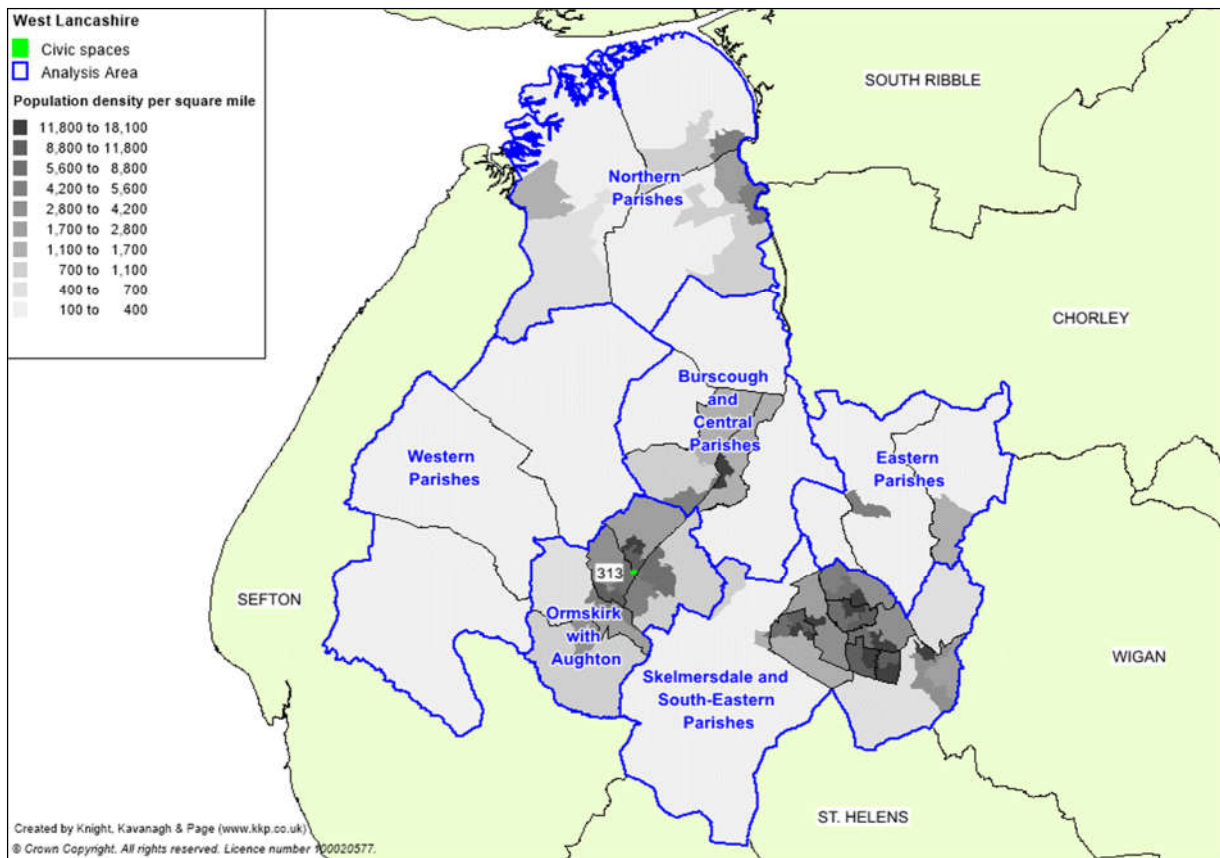 West Lancashire
Civic spaces
Analysis Area
Population density per square mile
11,800 to 18,100
8,800 to 11,800
5,600 to 8,800
4,200 to 5,600
2,800 to 4,200
1,700 to 2,800
1,100 to 1,700
700 to 1,100
400 to 700
100 to 400
SOUTH RIBBLE
Northern
Parishes
CHORLEY
Burscough
and
Central
Parishes
Western
Parishes
Eastern
Parishes
313
SEFTON
Ormskirk
with
Aughton
WIGAN
Skelmersdale and
South-Eastern
Parishes
ST. HELENS
Created by Knight, Kavanagh & Page (www.kkp.co.uk)
© Crown Copyright. All rights reserved. Licence number 100020577.